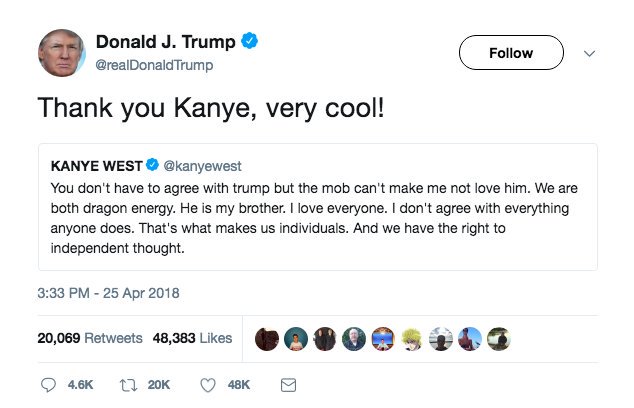 Donald J. Trump
@realDonaldTrump
Follow
Thank you Kanye, very cool!
KANYE WEST @kanyewest
You don't have to agree with trump but the mob can't make me not love him. We are
both dragon energy. He is my brother. I love everyone. I don't agree with everything
anyone does. That's what makes us individuals. And we have the right to
independent thought.
3:33 PM - 25 Apr 2018
20,069 Retweets 48,383 Likes
4.6K 20K 48K